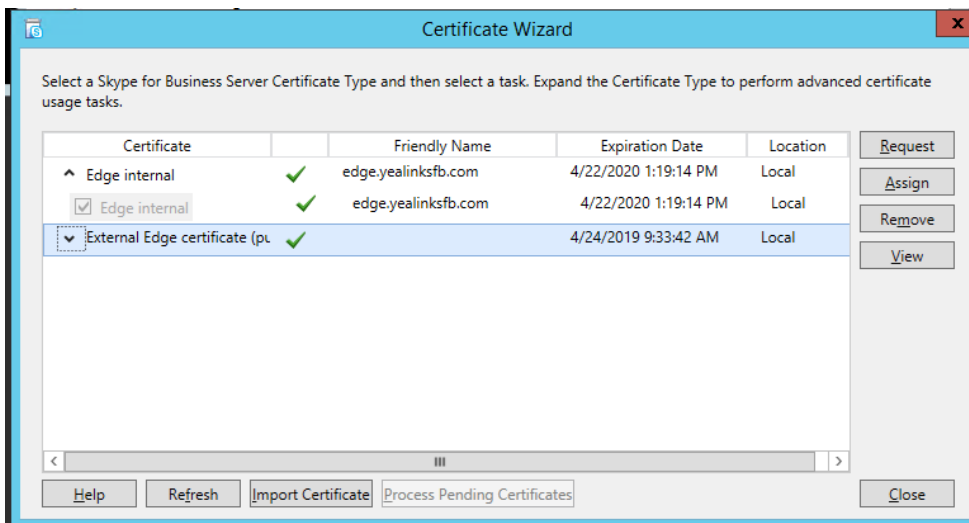 Certificate Wizard
x
Select a Skype for Business Server Certificate Type and then select a task. Expand the Certificate Type to perform advanced certificate
usage tasks.
Certificate Friendly Name Expiration Date Location
Request
Edge internal edge.yealinksfb.com 4/22/2020 1:19:14 PM Local
Assign
Edge internal edge.yealinksfb.com 4/22/2020 1:19:14 PM Local
Remove
External Edge certificate (pu 4/24/2019 9:33:42 AM Local
View
Help Refresh Import Certificate Process Pending Certificates Close